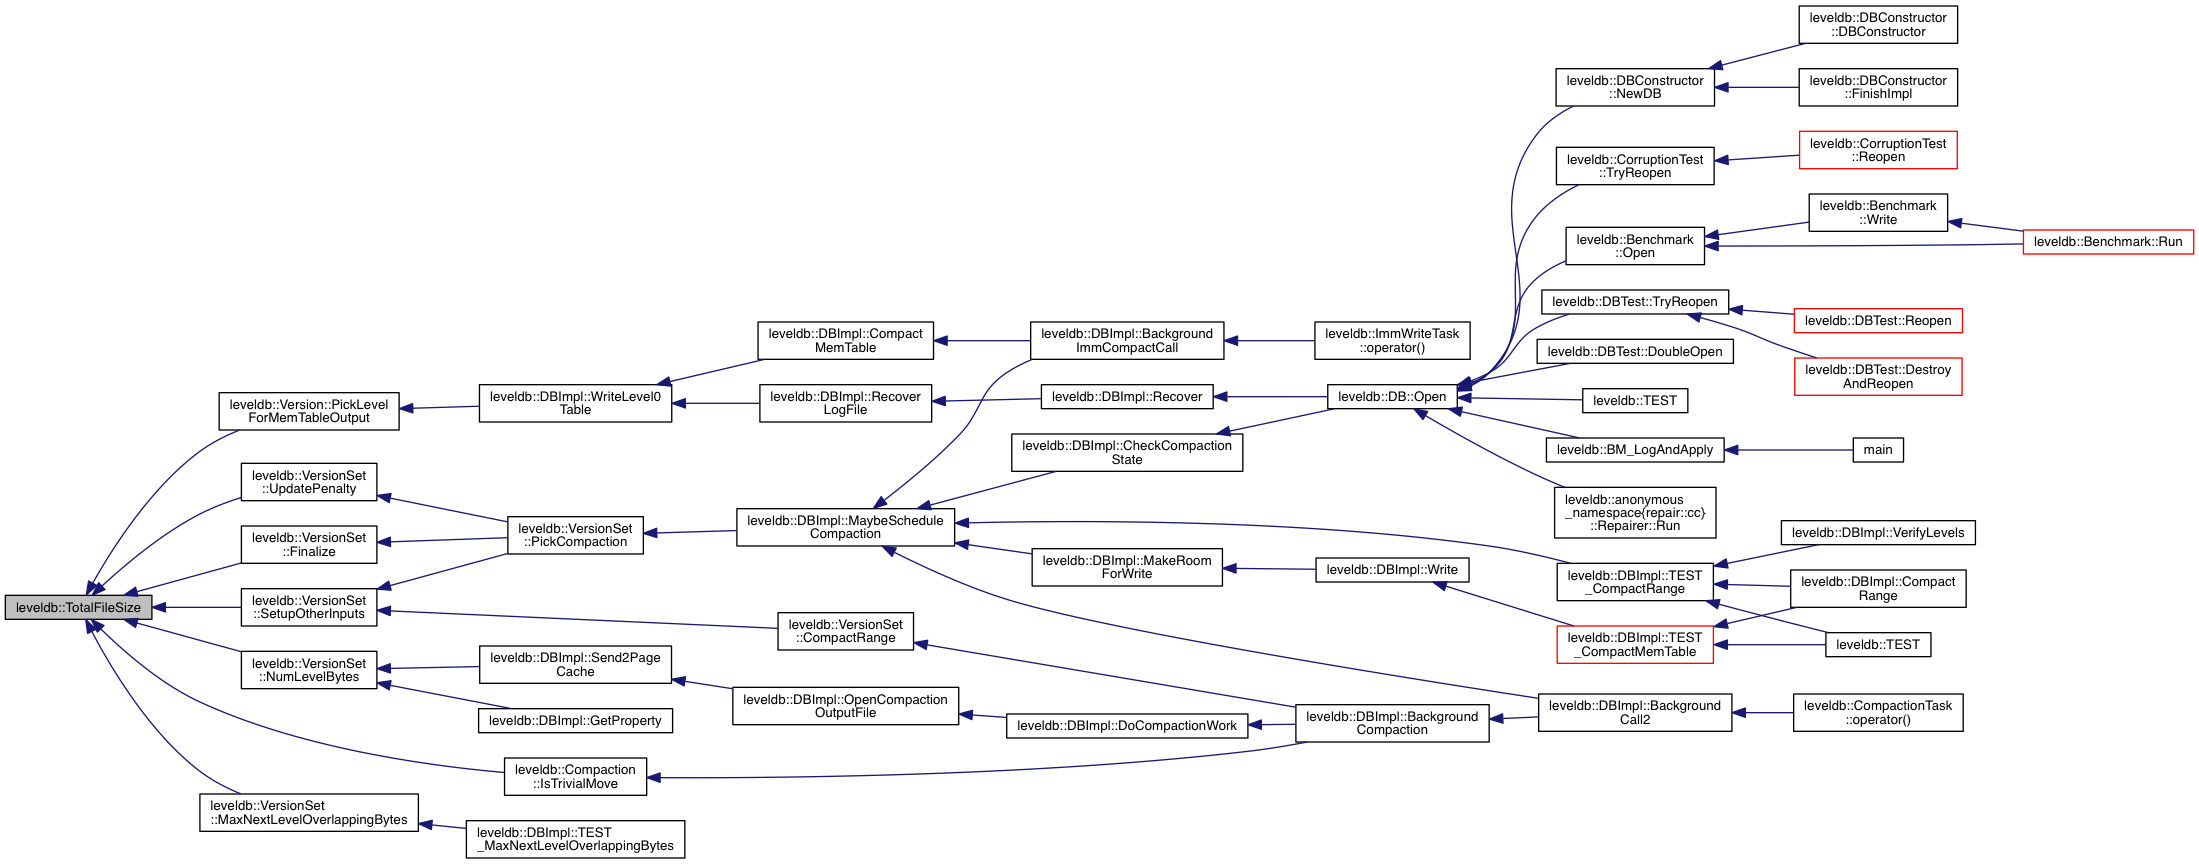 leveldb::DBConstructor
::DBConstructor
leveldb::DBConstructor
::NewDB
leveldb::DBConstructor
::FinishImpl
leveldb::CorruptionTest
::TryReopen
leveldb::CorruptionTest
::Reopen
leveldb::Benchmark
::Write
leveldb::Benchmark
::Open
leveldb::Benchmark::Run
leveldb::DBTest::TryReopen
leveldb::DBTest::Reopen
leveldb::DBImpl::Compact
MemTable
leveldb::DBImpl::Background
ImmCompactCall
leveldb::ImmWriteTask
::operator()
leveldb::DBTest::DoubleOpen
leveldb::DBTest::Destroy
AndReopen
leveldb::Version::PickLevel
ForMemTableOutput
leveldb::DBImpl::WriteLevel0
Table
leveldb::DBImpl::Recover
LogFile
leveldb::DBImpl::Recover
leveldb::DB::Open
leveldb::TEST
leveldb::DBImpl::CheckCompaction
State
leveldb::BM_LogAndApply
main
leveldb::VersionSet
::UpdatePenalty
leveldb::anonymous
_namespace{repair::cc}
::Repairer::Run
leveldb::VersionSet
::Finalize
leveldb::VersionSet
::PickCompaction
leveldb::DBImpl::MaybeSchedule
Compaction
leveldb::DBImpl::VerifyLevels
leveldb::DBImpl::MakeRoom
ForWrite
leveldb::DBImpl::Write
leveldb::DBImpl::TEST
_CompactRange
leveldb::DBImpl::Compact
Range
leveldb::TotalFileSize
leveldb::VersionSet
::SetupOtherInputs
leveldb::VersionSet
::CompactRange
leveldb::DBImpl::TEST
_CompactMemTable
leveldb::TEST
leveldb::VersionSet
::NumLevelBytes
leveldb::DBImpl::Send2Page
Cache
leveldb::DBImpl::OpenCompaction
OutputFile
leveldb::DBImpl::GetProperty
leveldb::DBImpl::DoCompactionWork
leveldb::DBImpl::Background
Compaction
leveldb::DBImpl::Background
Call2
leveldb::CompactionTask
::operator()
leveldb::Compaction
::IsTrivialMove
leveldb::VersionSet
::MaxNextLevelOverlappingBytes
leveldb::DBImpl::TEST
_MaxNextLevelOverlappingBytes